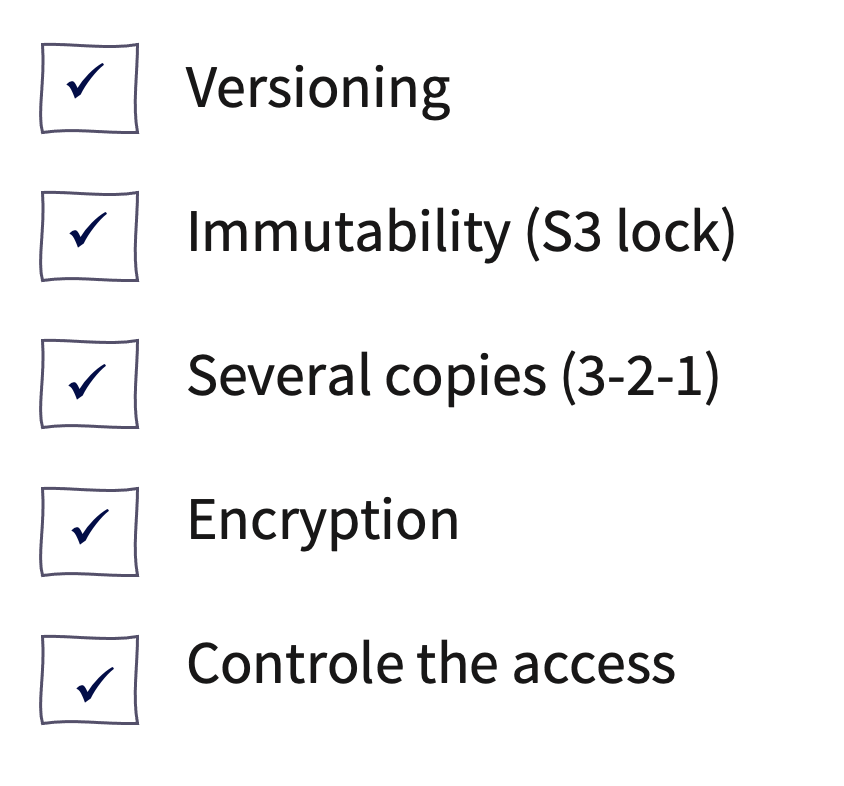 Versioning
Immutability (S3 lock)
Several copies (3-2-1)
Encryption
Controle the access